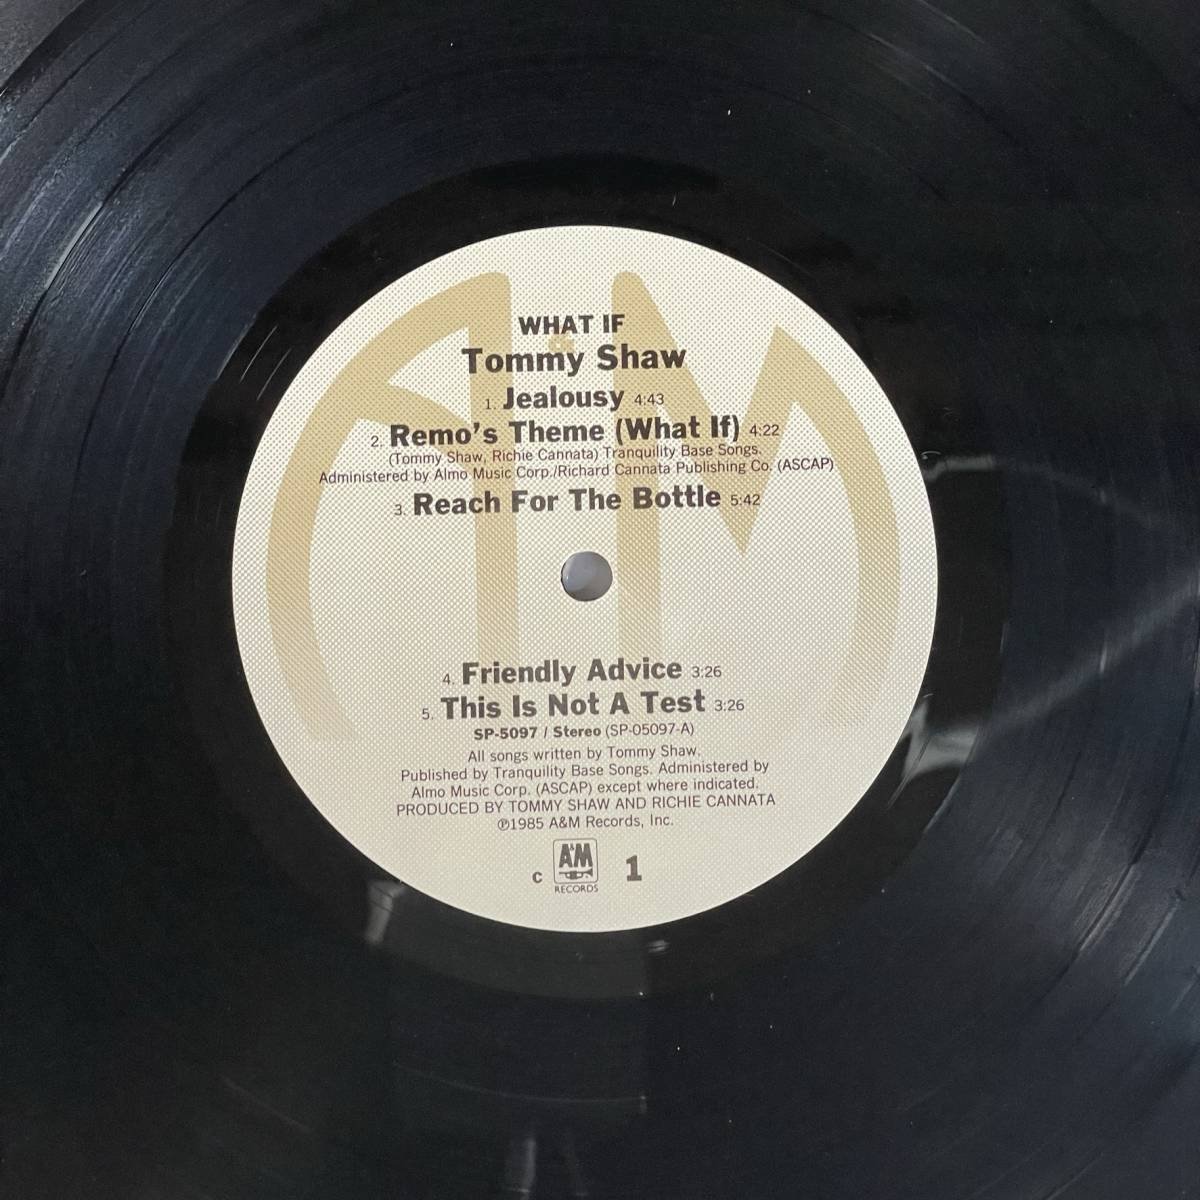 WHAT IF
Tommy Shaw
1. Jealousy 4:43
2. Remo's Theme (What If) 4:22
(Tommy Shaw, Richie Cannata) Tranquility Base Songs.
Administered by Almo Music Corp./Richard Cannata Publishing Co. (ASCAP)
3. Reach For The Bottle 5:42
4. Friendly Advice 3:26
5. This Is Not A Test 3:26
SP-5097 / Stereo (SP-05097-A)
All songs written by Tommy Shaw.
Published by Tranquility Base Songs. Administered by
Almo Music Corp. (ASCAP) except where indicated.
PRODUCED BY TOMMY SHAW AND RICHIE CANNATA
℗1985 A&M Records, Inc.
C A&M 1
RECORDS